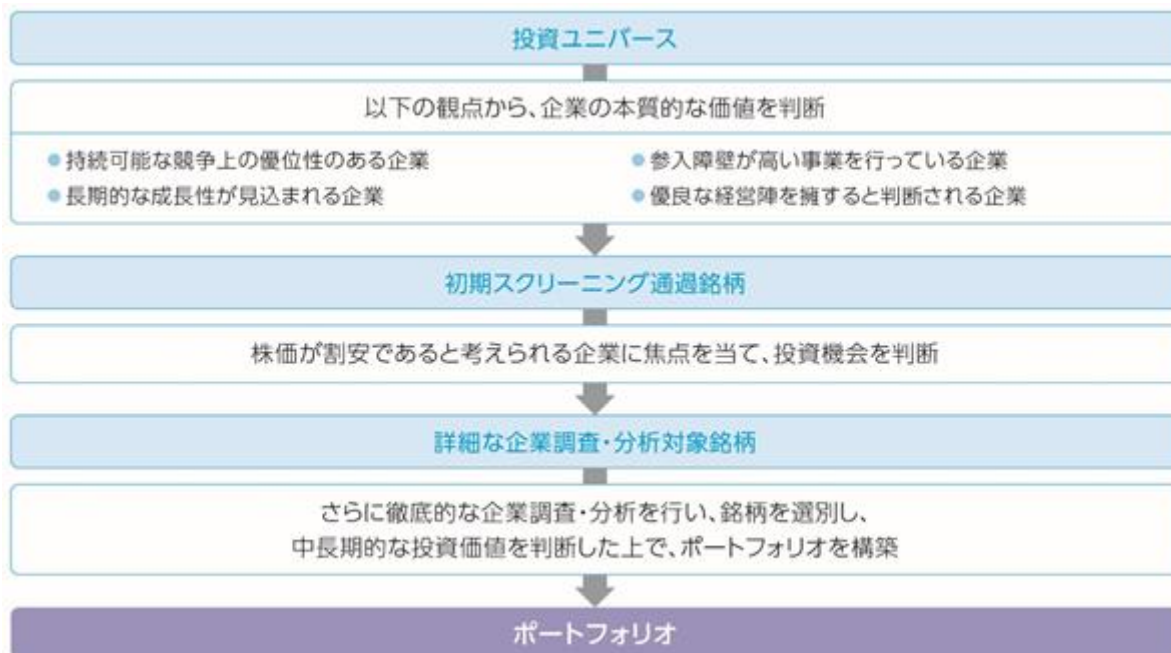 投資ユニバース
以下の観点から、企業の本質的な価値を判断
●持続可能な競争上の優位性のある企業
●参入障壁が高い事業を行っている企業
●長期的な成長性が見込まれる企業
●優良な経営陣を擁すると判断される企業
初期スクリーニング通過銘柄
株価が割安であると考えられる企業に焦点を当て、投資機会を判断
詳細な企業調査・分析対象銘柄
さらに徹底的な企業調査・分析を行い、銘柄を選別し、
中長期的な投資価値を判断した上で、ポートフォリオを構築
ポートフォリオ